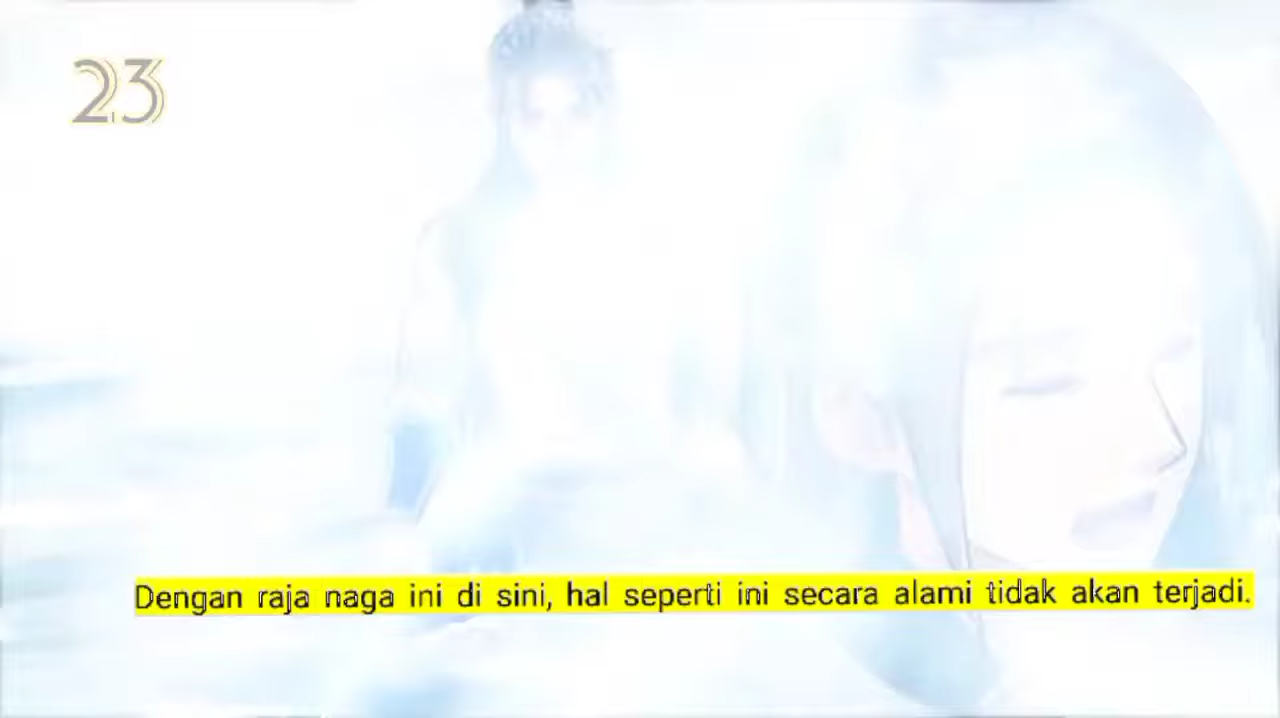 23
Dengan raja naga ini di sini, hal seperti ini secara alami tidak akan terjadi.